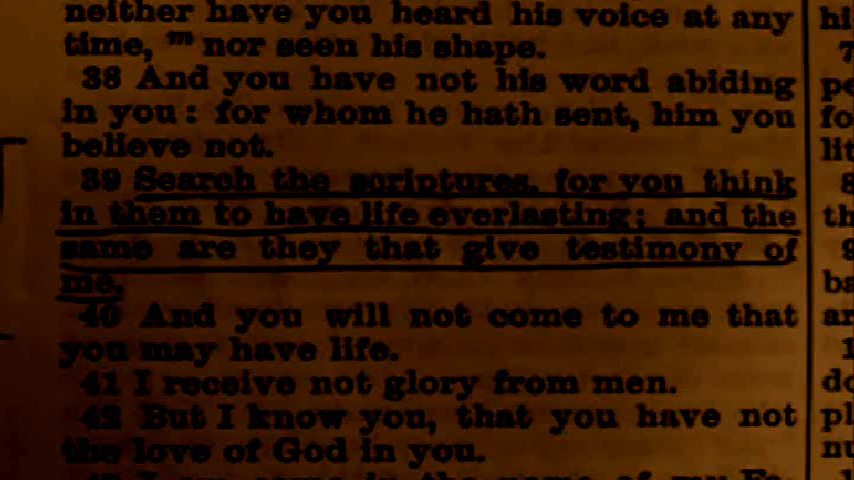 neither have you heard his voice at any
time, m nor seen his shape.
38 And you have not his word abiding
in you: for whom he hath sent, him you
believe not.
39 Search the scriptures, for you think
in them to have life everlasting; and the
same are they that give testimony of
me.
40 And you will not come to me that
you may have life.
41 I receive not glory from men.
42 But I know you, that you have not
the love of God in you.